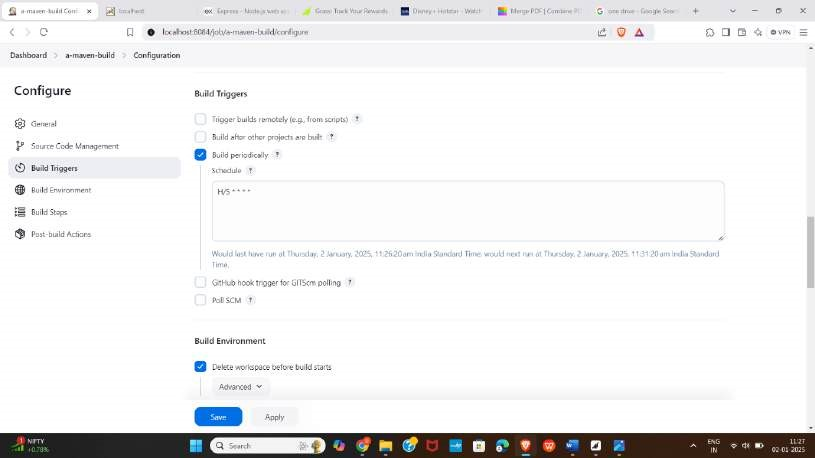 a-maven-build Confi
localhost
Express - Node.js web a
Groww Track Your Rewards
Disney+ Hotstar - Watch
Merge PDF | Combine PD
one drive - Google Searc
localhost:8084/job/a-maven-build/configure
VPN
Dashboard > a-maven-build > Configuration
Configure
General
Source Code Management
Build Triggers
Build Environment
Build Steps
Post-build Actions
Build Triggers
Trigger builds remotely (e.g., from scripts) ?
Build after other projects are built ?
Build periodically ?
Schedule ?
H/5 * * * *
Would last have run at Thursday, 2 January, 2025, 11:26:20 am India Standard Time; would next run at Thursday, 2 January, 2025, 11:31:20 am India Standard
Time.
GitHub hook trigger for GITScm polling ?
Poll SCM ?
Build Environment
Delete workspace before build starts
Advanced
Save
Apply
NIFTY
+0.78%
Search
ENG
IN
11:27
02-01-2025